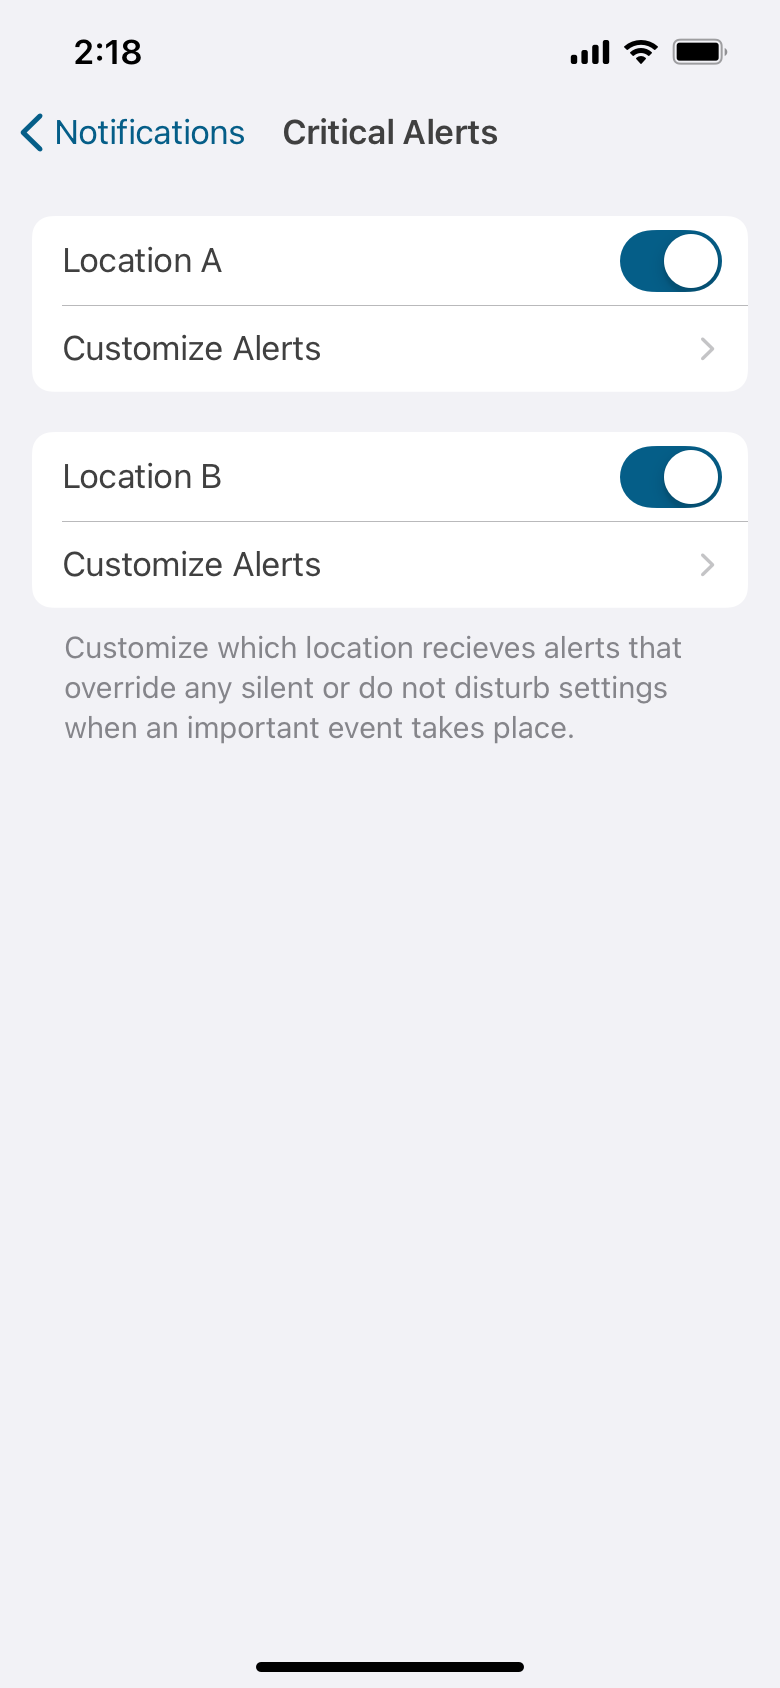 2:18
Notifications Critical Alerts
Location A
Customize Alerts
Location B
Customize Alerts
Customize which location recieves alerts that
override any silent or do not disturb settings
when an important event takes place.